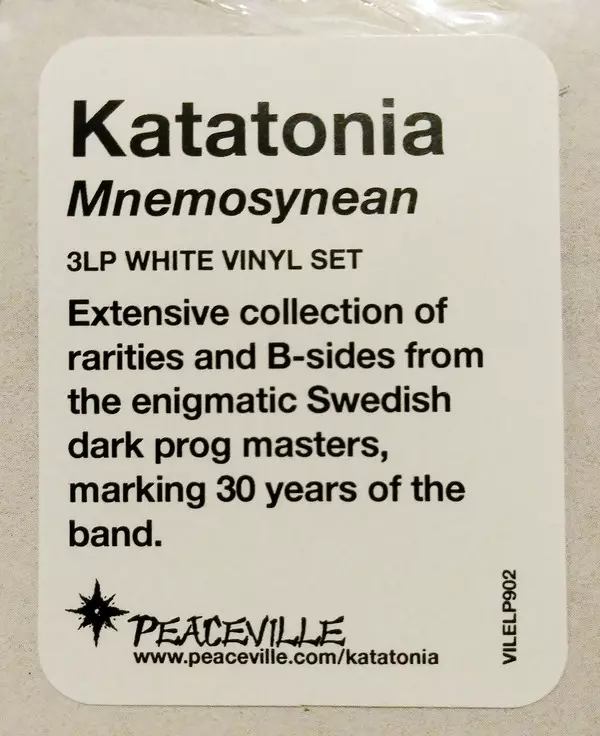 Katatonia
Mnemosynean
3LP WHITE VINYL SET
Extensive collection of
rarities and B-sides from
the enigmatic Swedish
dark prog masters,
marking 30 years of the
band.
PEACEVILLE
www.peaceville.com/katatonia
VILELP902